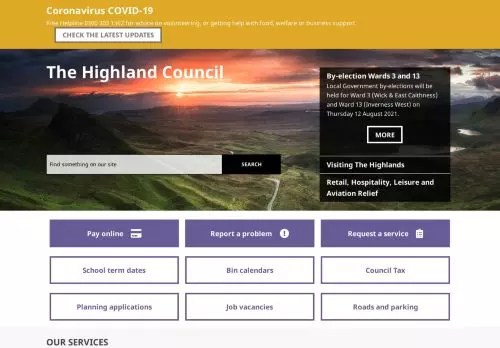 Coronavirus COVID-19
Free Helpline 0300 303 1362 for advice on volunteering, or getting help with food, welfare or business support.
CHECK THE LATEST UPDATES
The Highland Council
By-election Wards 3 and 13
Local Government by-elections will be
held for Ward 3 (Wick & East Caithness)
and Ward 13 (Inverness West) on
Thursday 12 August 2021.
MORE
Find something on our site
SEARCH
Visiting The Highlands
Retail, Hospitality, Leisure and
Aviation Relief
Pay online
Report a problem
Request a service
School term dates
Bin calendars
Council Tax
Planning applications
Job vacancies
Roads and parking
OUR SERVICES